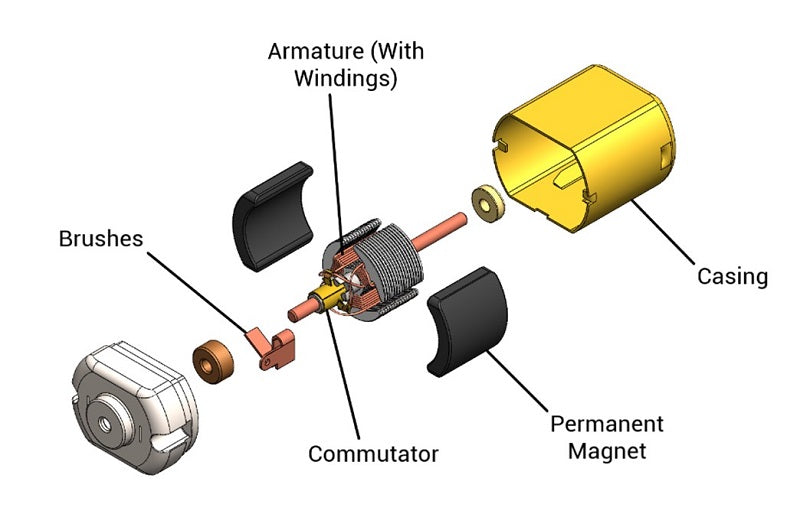 Armature (With
Windings)
Brushes
Casing
Permanent
Magnet
Commutator